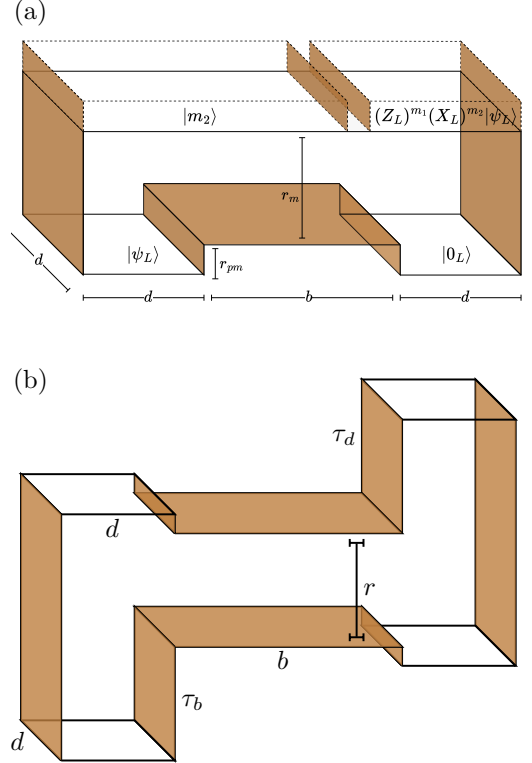 (a)
|m₂⟩
(Z_L)^{m₁}(X_L)^{m₂}|ψ_L⟩
r_m
d
|ψ_L⟩
r_{pm}
|0_L⟩
d
b
d
(b)
τ_d
d
r
b
τ_b
d